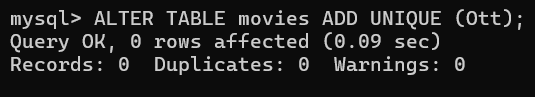 mysql> ALTER TABLE movies ADD UNIQUE (Ott);
Query OK, 0 rows affected (0.09 sec)
Records: 0  Duplicates: 0  Warnings: 0